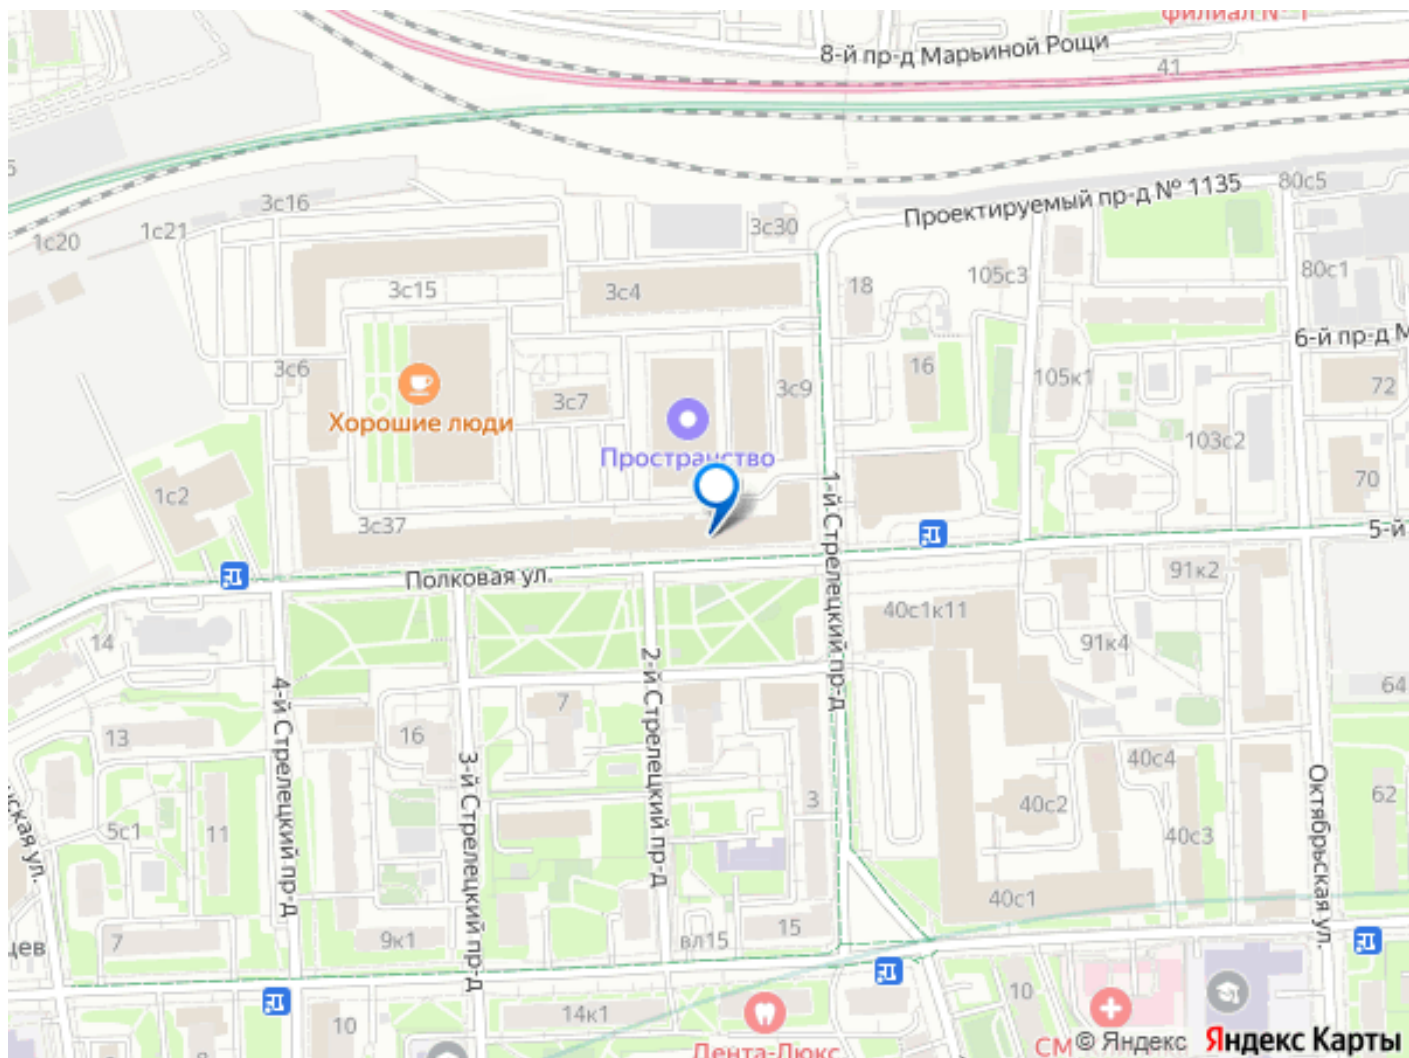 филиал № 1
8-й пр-д Марьиной Рощи
41
Проектируемый пр-д № 1135
80с5
3с16
1с21
1с20
3с30
80с1
3с15
3с4
18
105с3
6-й пр-д М
3с6
16
105к1
72
3с9
3с7
Хорошие люди
103с2
Пространство
70
1с2
1-й Стрелецкий пр-д
3с37
5-й
Полковая ул.
91к2
40с1к11
14
91к4
2-й Стрелецкий пр-д
4-й Стрелецкий пр-д
64
7
13
16
3-й Стрелецкий пр-д
40с4
Октябрьская ул.
3
40с2
62
5с1
11
40с3
ская ул.
40с1
15
вл15
7
9к1
цев
10
14к1
10
Дента-Люкс
СМ
© Яндекс
Яндекс Карты